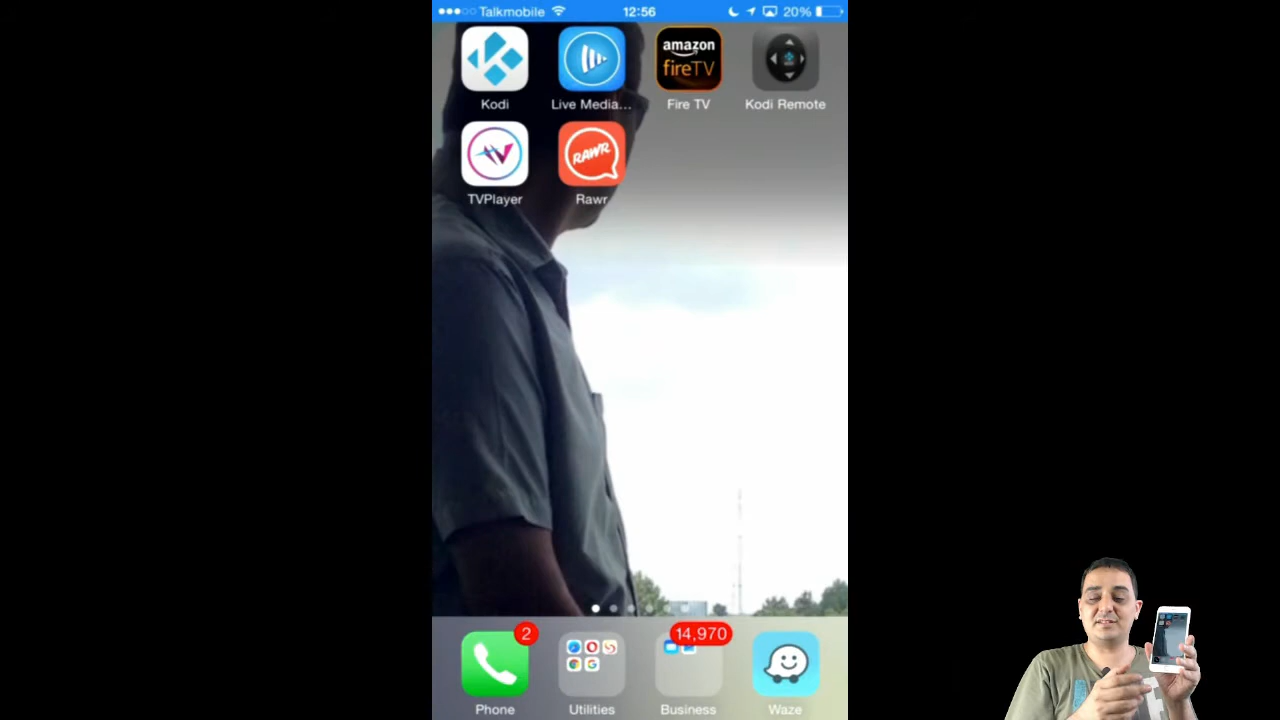 Talkmobile 12:56 20%
amazon
fireTV
Kodi Live Media... Fire TV Kodi Remote
RAWR
TVPlayer Rawr
2 14,970
Phone Utilities Business Waze